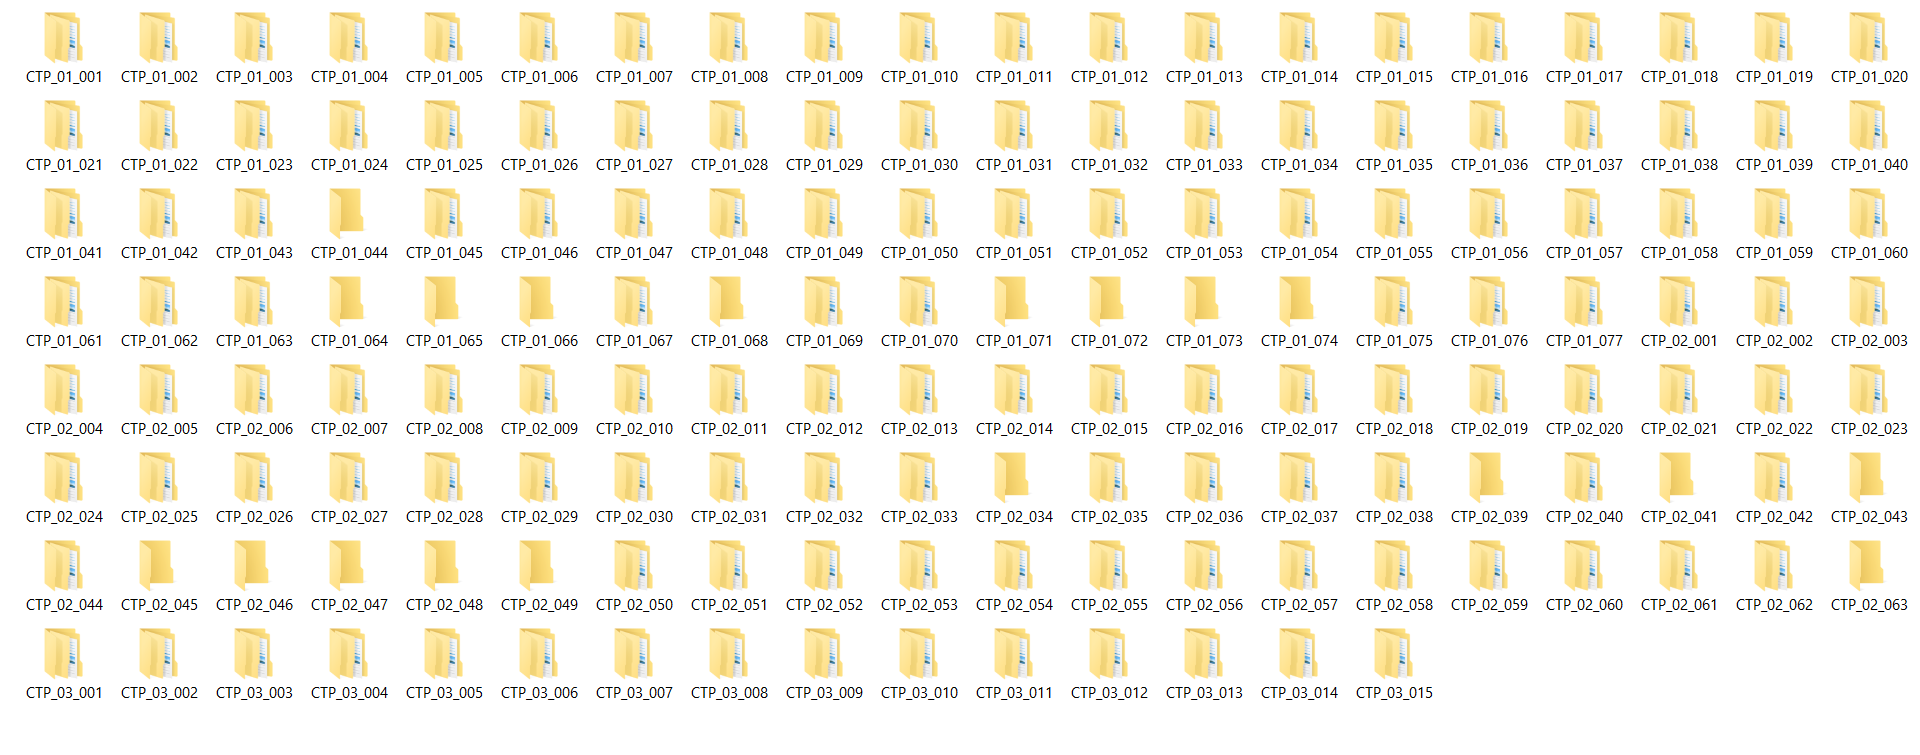 CTP_01_001 CTP_01_002 CTP_01_003 CTP_01_004 CTP_01_005 CTP_01_006 CTP_01_007 CTP_01_008 CTP_01_009 CTP_01_010 CTP_01_011 CTP_01_012 CTP_01_013 CTP_01_014 CTP_01_015 CTP_01_016 CTP_01_017 CTP_01_018 CTP_01_019 CTP_01_020
CTP_01_021 CTP_01_022 CTP_01_023 CTP_01_024 CTP_01_025 CTP_01_026 CTP_01_027 CTP_01_028 CTP_01_029 CTP_01_030 CTP_01_031 CTP_01_032 CTP_01_033 CTP_01_034 CTP_01_035 CTP_01_036 CTP_01_037 CTP_01_038 CTP_01_039 CTP_01_040
CTP_01_041 CTP_01_042 CTP_01_043 CTP_01_044 CTP_01_045 CTP_01_046 CTP_01_047 CTP_01_048 CTP_01_049 CTP_01_050 CTP_01_051 CTP_01_052 CTP_01_053 CTP_01_054 CTP_01_055 CTP_01_056 CTP_01_057 CTP_01_058 CTP_01_059 CTP_01_060
CTP_01_061 CTP_01_062 CTP_01_063 CTP_01_064 CTP_01_065 CTP_01_066 CTP_01_067 CTP_01_068 CTP_01_069 CTP_01_070 CTP_01_071 CTP_01_072 CTP_01_073 CTP_01_074 CTP_01_075 CTP_01_076 CTP_01_077 CTP_02_001 CTP_02_002 CTP_02_003
CTP_02_004 CTP_02_005 CTP_02_006 CTP_02_007 CTP_02_008 CTP_02_009 CTP_02_010 CTP_02_011 CTP_02_012 CTP_02_013 CTP_02_014 CTP_02_015 CTP_02_016 CTP_02_017 CTP_02_018 CTP_02_019 CTP_02_020 CTP_02_021 CTP_02_022 CTP_02_023
CTP_02_024 CTP_02_025 CTP_02_026 CTP_02_027 CTP_02_028 CTP_02_029 CTP_02_030 CTP_02_031 CTP_02_032 CTP_02_033 CTP_02_034 CTP_02_035 CTP_02_036 CTP_02_037 CTP_02_038 CTP_02_039 CTP_02_040 CTP_02_041 CTP_02_042 CTP_02_043
CTP_02_044 CTP_02_045 CTP_02_046 CTP_02_047 CTP_02_048 CTP_02_049 CTP_02_050 CTP_02_051 CTP_02_052 CTP_02_053 CTP_02_054 CTP_02_055 CTP_02_056 CTP_02_057 CTP_02_058 CTP_02_059 CTP_02_060 CTP_02_061 CTP_02_062 CTP_02_063
CTP_03_001 CTP_03_002 CTP_03_003 CTP_03_004 CTP_03_005 CTP_03_006 CTP_03_007 CTP_03_008 CTP_03_009 CTP_03_010 CTP_03_011 CTP_03_012 CTP_03_013 CTP_03_014 CTP_03_015